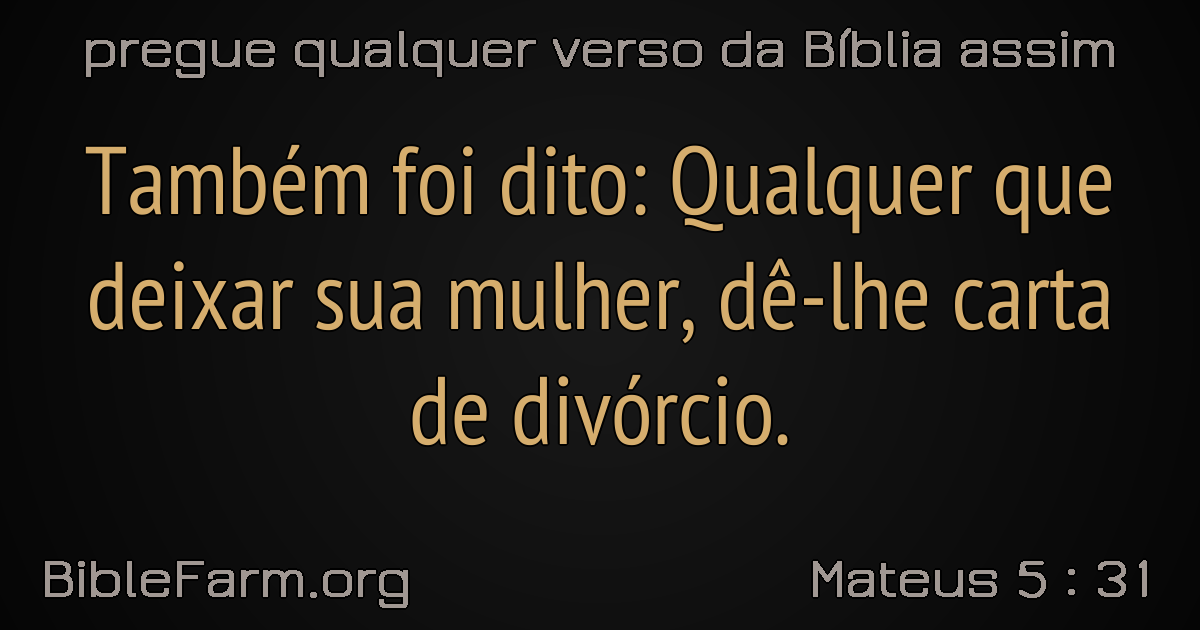 pregue qualquer verso da Bíblia assim
Também foi dito: Qualquer que
deixar sua mulher, dê-lhe carta
de divórcio.
BibleFarm.org
Mateus 5 : 31